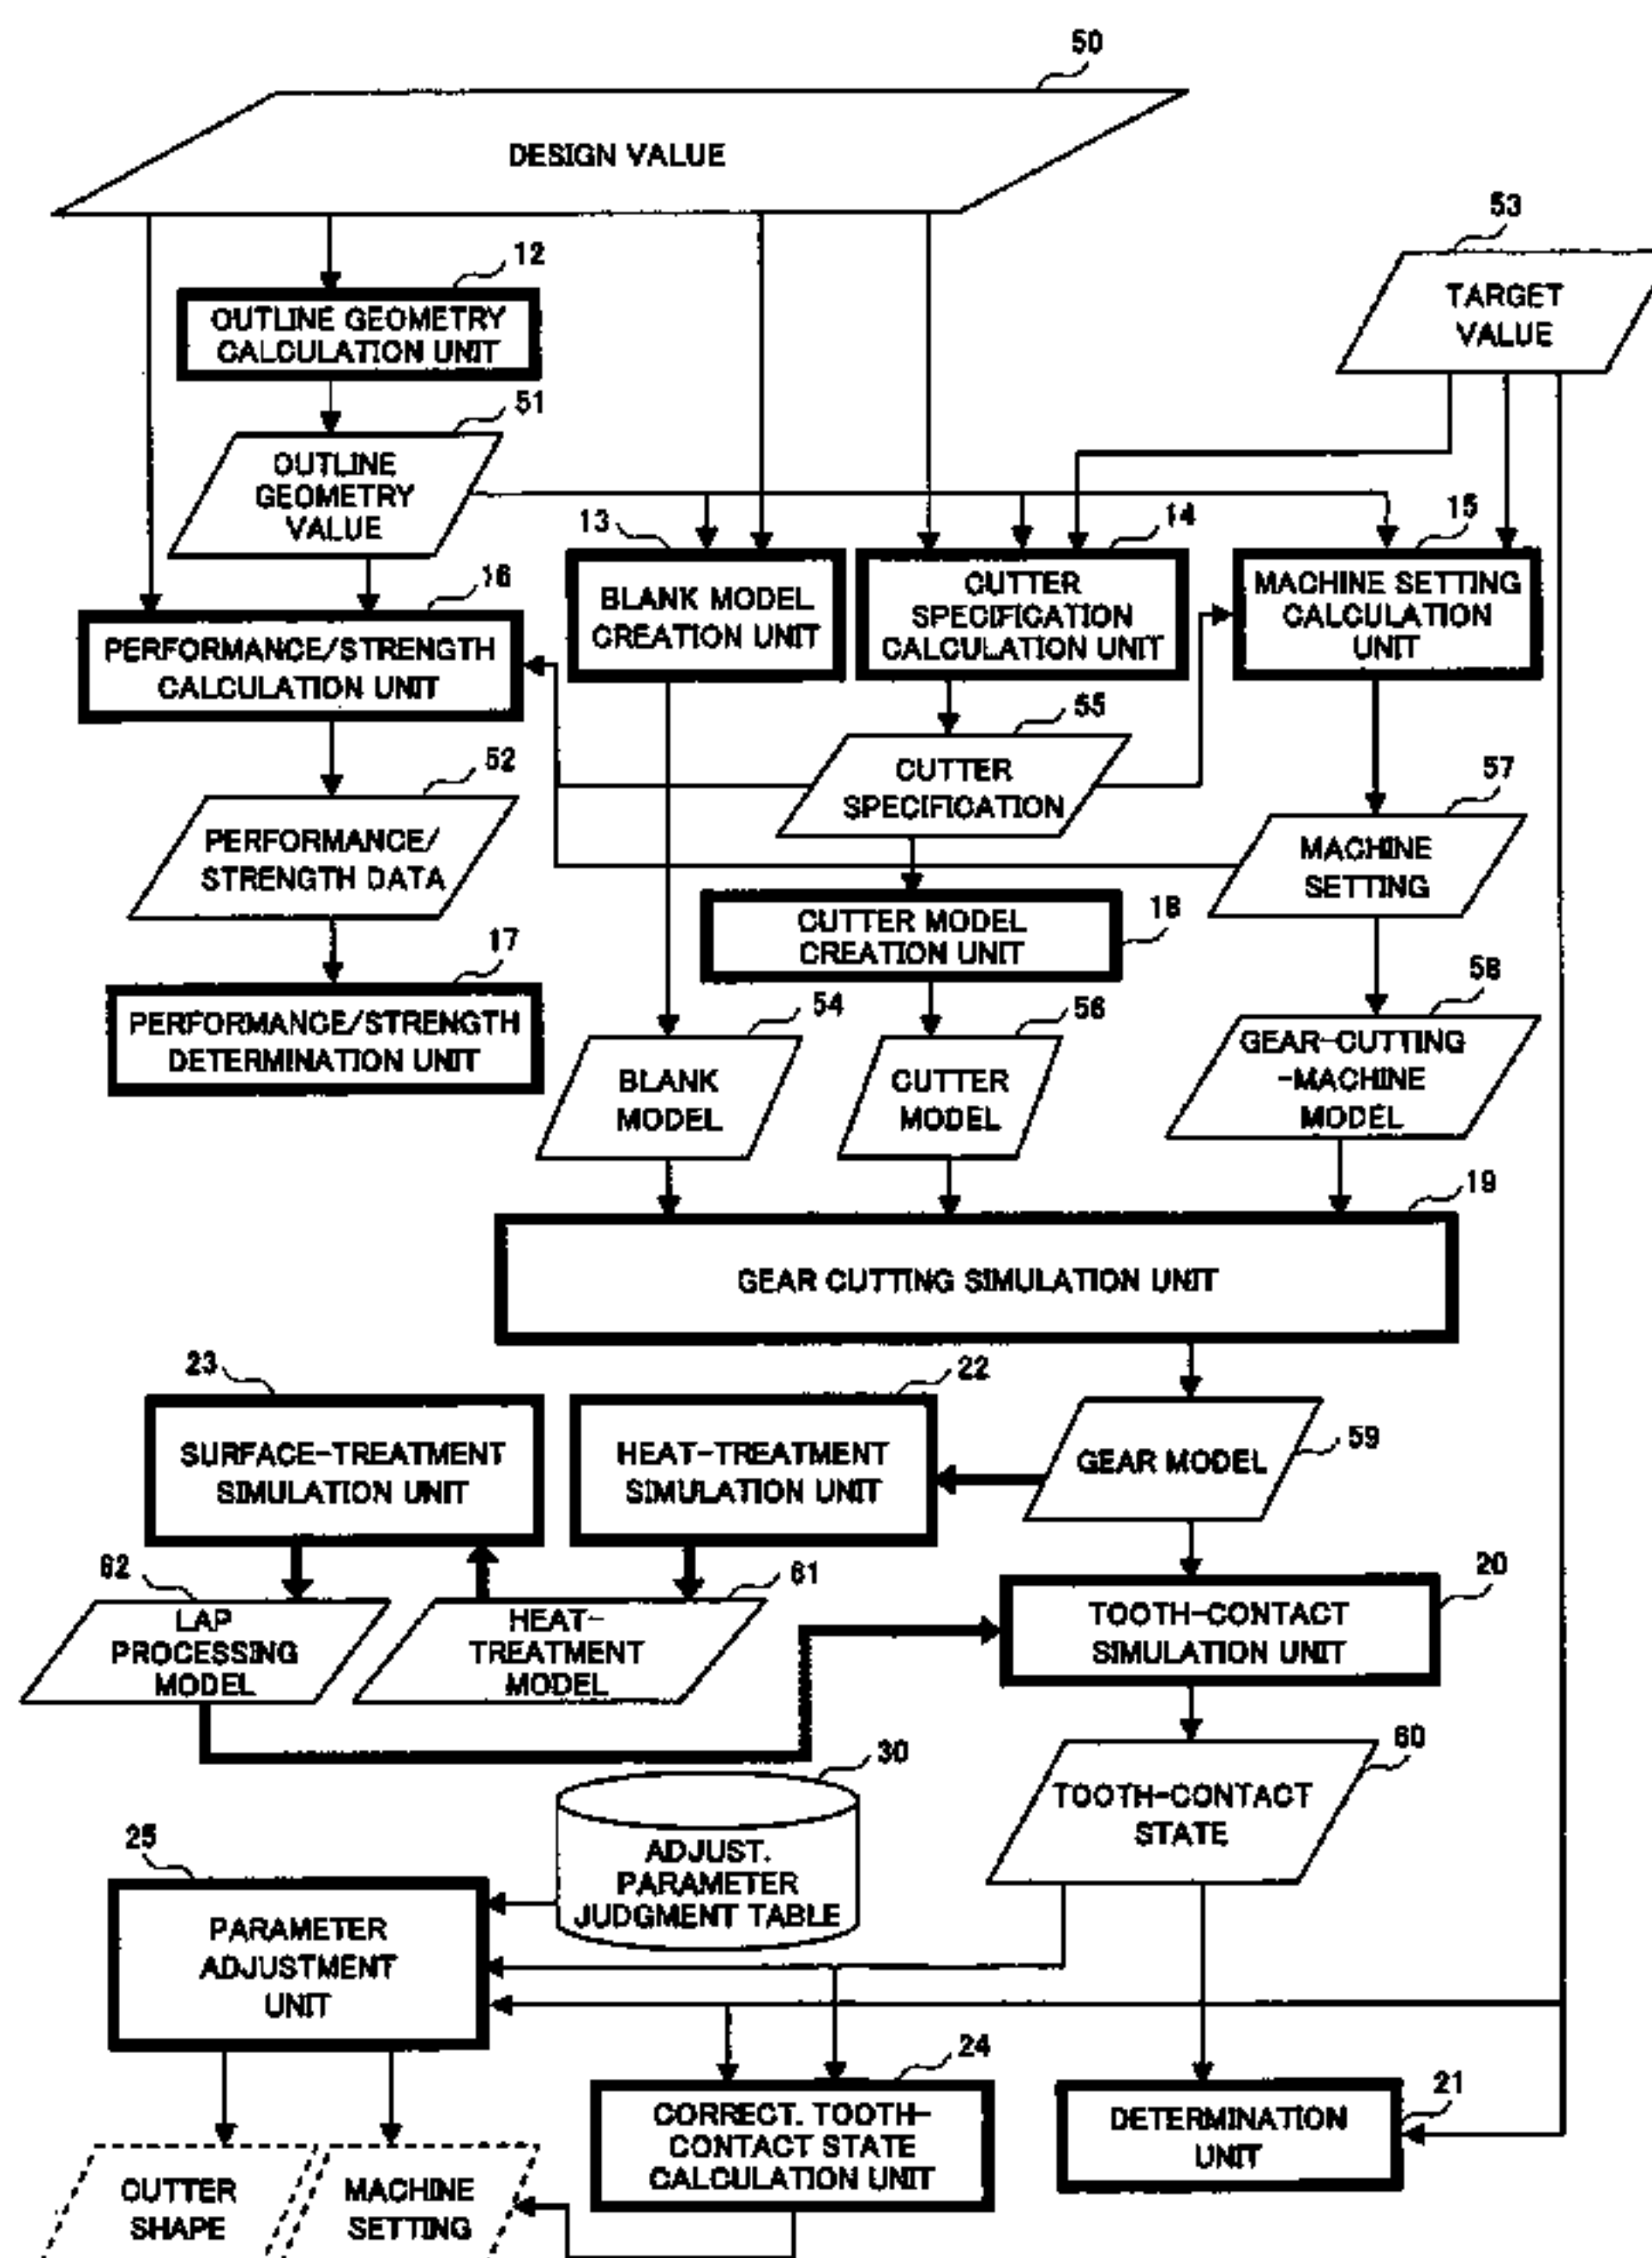 50
DESIGN VALUE
53
TARGET
VALUE
12
OUTLINE GEOMETRY
CALCULATION UNIT
51
OUTLINE
GEOMETRY
VALUE
13
BLANK MODEL
CREATION UNIT
14
CUTTER
SPECIFICATION
CALCULATION UNIT
15
MACHINE SETTING
CALCULATION
UNIT
16
PERFORMANCE/STRENGTH
CALCULATION UNIT
55
CUTTER
SPECIFICATION
52
PERFORMANCE/
STRENGTH DATA
57
MACHINE
SETTING
18
CUTTER MODEL
CREATION UNIT
17
PERFORMANCE/STRENGTH
DETERMINATION UNIT
54
BLANK
MODEL
56
CUTTER
MODEL
58
GEAR-CUTTING
-MACHINE
MODEL
19
GEAR CUTTING SIMULATION UNIT
23
SURFACE-TREATMENT
SIMULATION UNIT
22
HEAT-TREATMENT
SIMULATION UNIT
59
GEAR MODEL
62
LAP
PROCESSING
MODEL
61
HEAT-
TREATMENT
MODEL
20
TOOTH-CONTACT
SIMULATION UNIT
30
ADJUST.
PARAMETER
JUDGMENT TABLE
60
TOOTH-CONTACT
STATE
25
PARAMETER
ADJUSTMENT
UNIT
24
CORRECT. TOOTH-
CONTACT STATE
CALCULATION UNIT
21
DETERMINATION
UNIT
CUTTER
SHAPE
MACHINE
SETTING